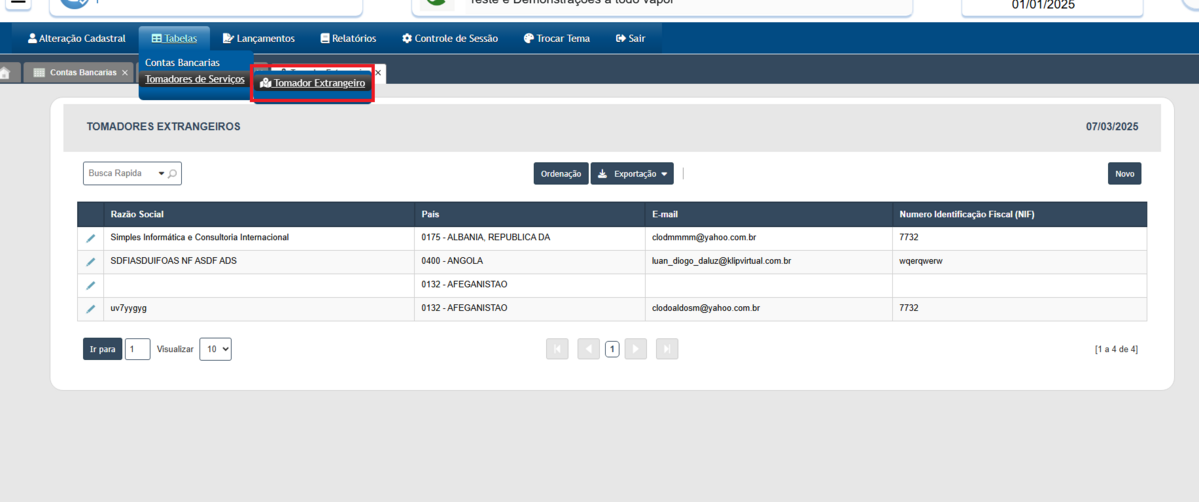 Teste e Demonstrações a todo vapor
01/01/2025
Alteração Cadastral Tabelas Lançamentos Relatórios Controle de Sessão Trocar Tema Sair
Contas Bancarias
Tomadores de Serviços
Tomador Extrangeiro
Contas Bancarias ×
×
TOMADORES EXTRANGEIROS 07/03/2025
Busca Rapida Ordenação Exportação Novo
Razão Social País E-mail Numero Identificação Fiscal (NIF)
Simples Informática e Consultoria Internacional 0175 - ALBANIA, REPUBLICA DA clodmmmm@yahoo.com.br 7732
SDFIASDUIFOAS NF ASDF ADS 0400 - ANGOLA luan_diogo_daluz@klipvirtual.com.br wqerqwerw
0132 - AFEGANISTAO
uv7yygyg 0132 - AFEGANISTAO clodoaldosm@yahoo.com.br 7732
Ir para 1 Visualizar 10 1 [1 a 4 de 4]